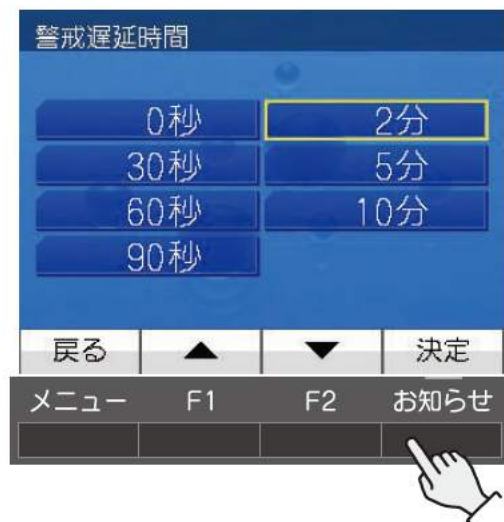 警戒遅延時間
0秒 2分
30秒 5分
60秒 10分
90秒
戻る ▲ ▼ 決定
メニュー F1 F2 お知らせ